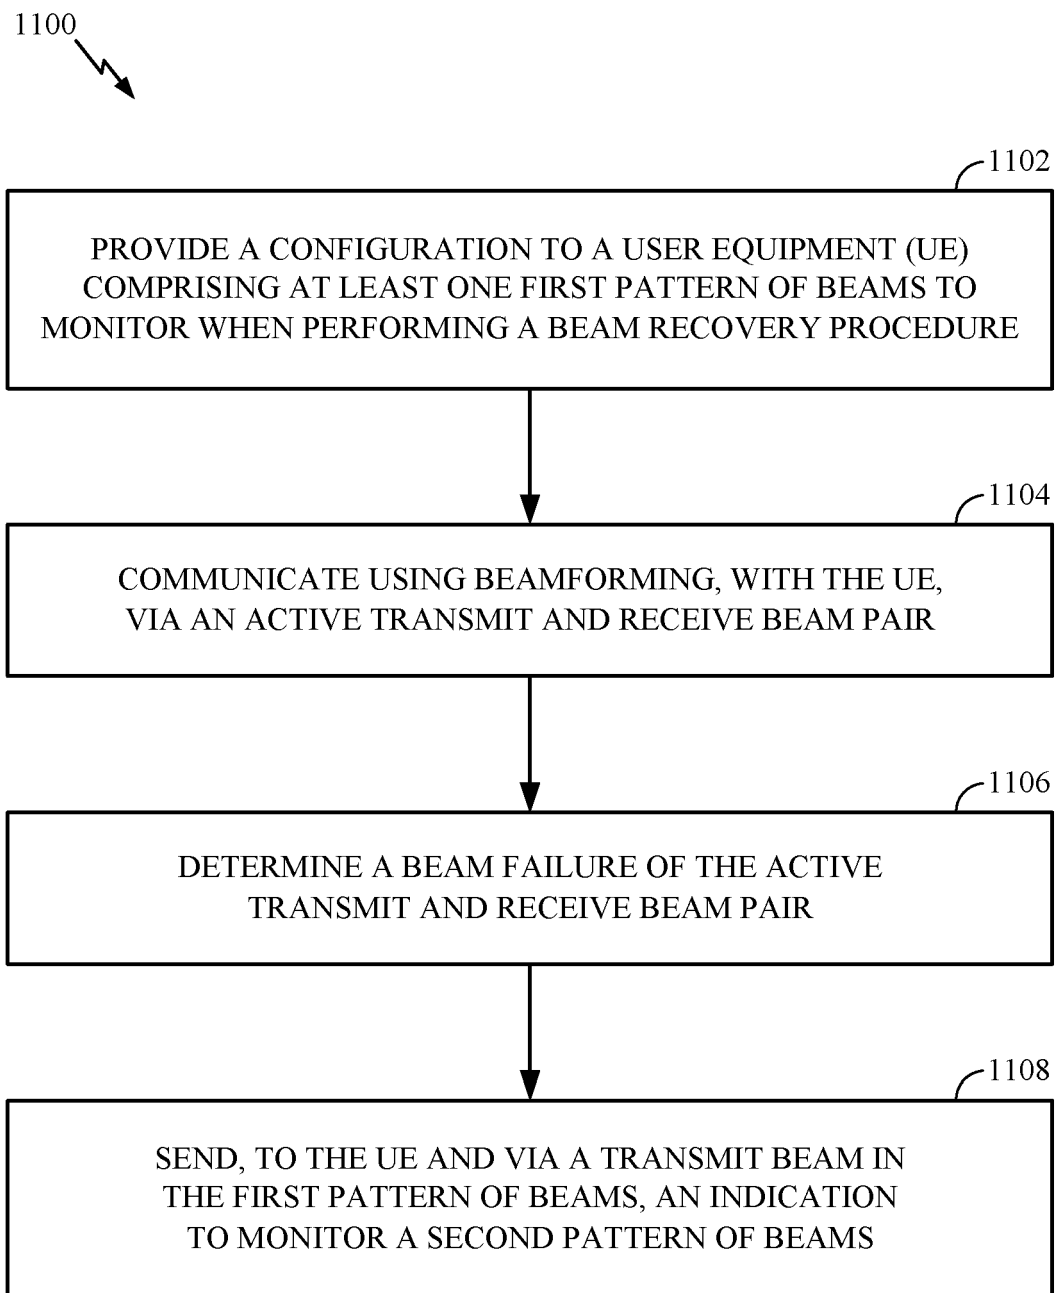 1100
1102
PROVIDE A CONFIGURATION TO A USER EQUIPMENT (UE)
COMPRISING AT LEAST ONE FIRST PATTERN OF BEAMS TO
MONITOR WHEN PERFORMING A BEAM RECOVERY PROCEDURE
1104
COMMUNICATE USING BEAMFORMING, WITH THE UE,
VIA AN ACTIVE TRANSMIT AND RECEIVE BEAM PAIR
1106
DETERMINE A BEAM FAILURE OF THE ACTIVE
TRANSMIT AND RECEIVE BEAM PAIR
1108
SEND, TO THE UE AND VIA A TRANSMIT BEAM IN
THE FIRST PATTERN OF BEAMS, AN INDICATION
TO MONITOR A SECOND PATTERN OF BEAMS